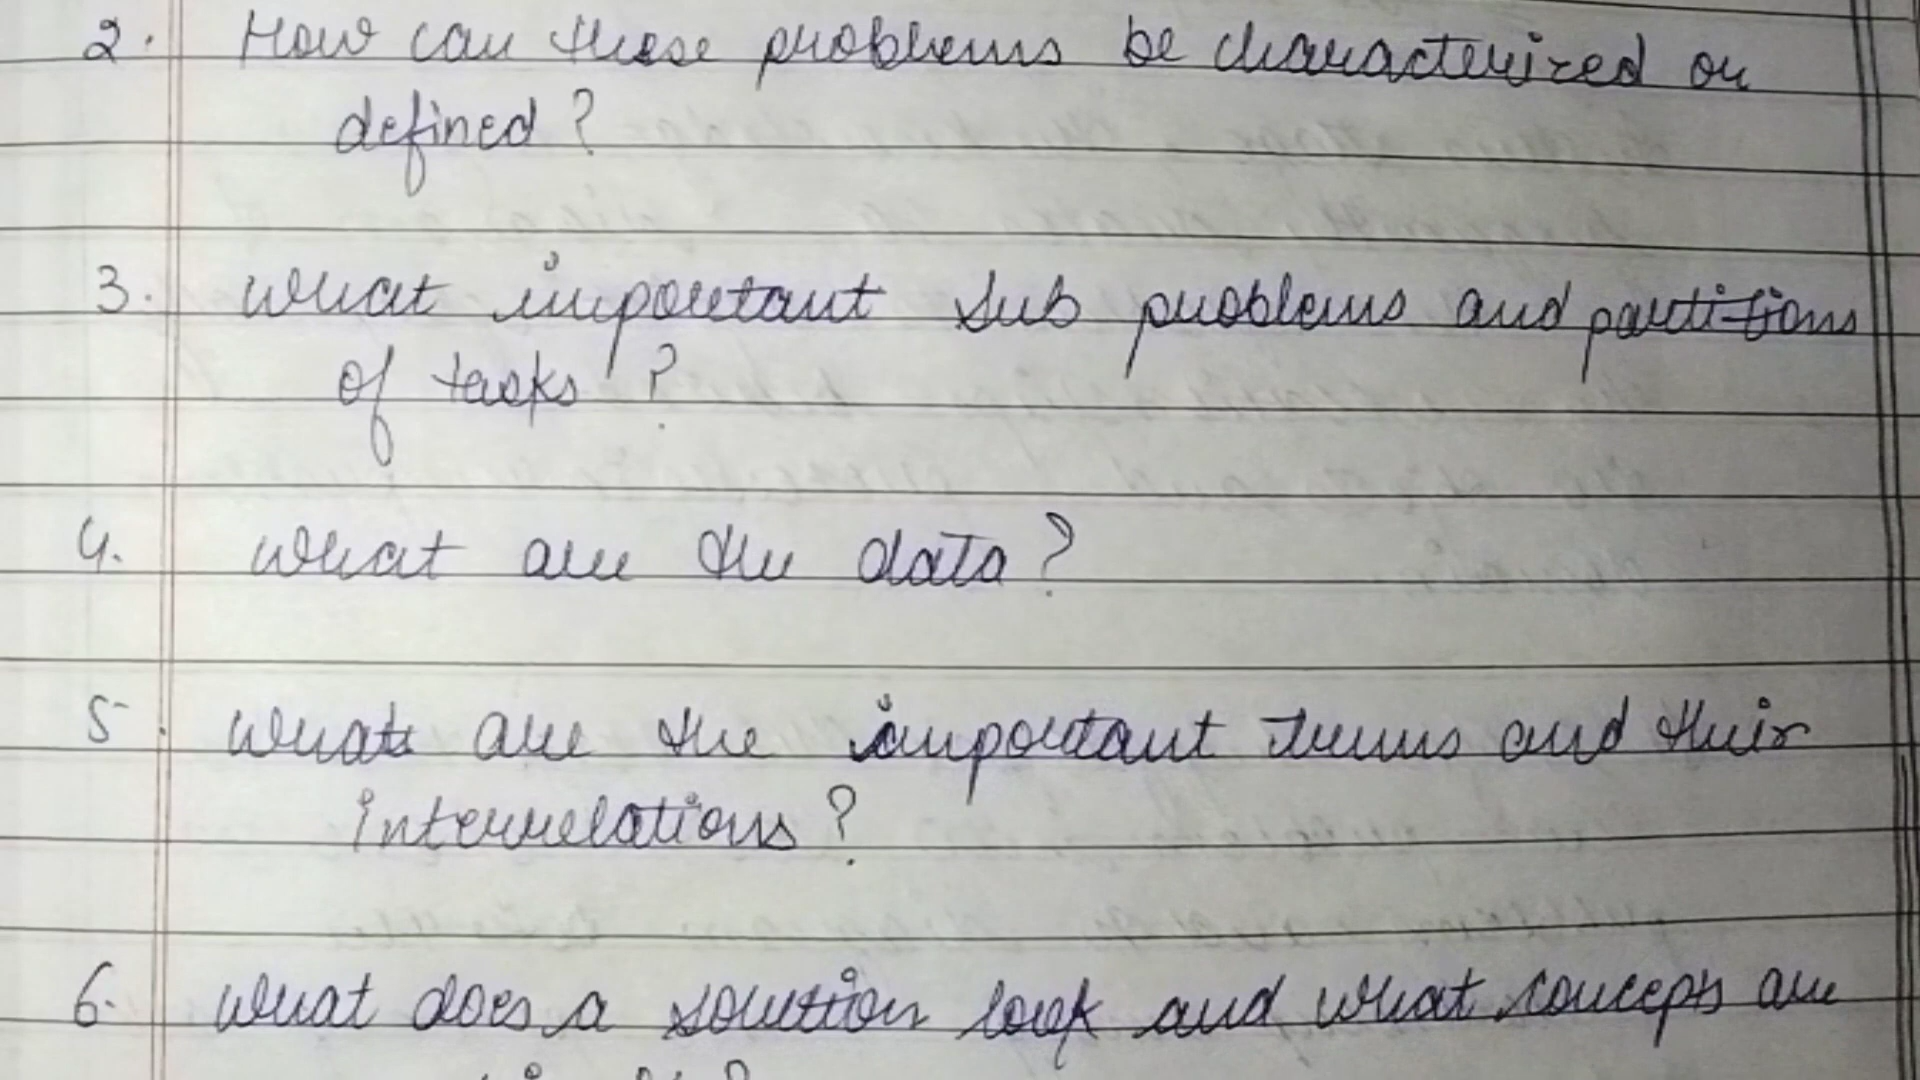 2. How can these problems be characterized or
defined?
3. What important sub problems and partitions
of tasks?
4. What are the data?
5. What are the important terms and their
interrelations?
6. What does a solution look and what concepts are